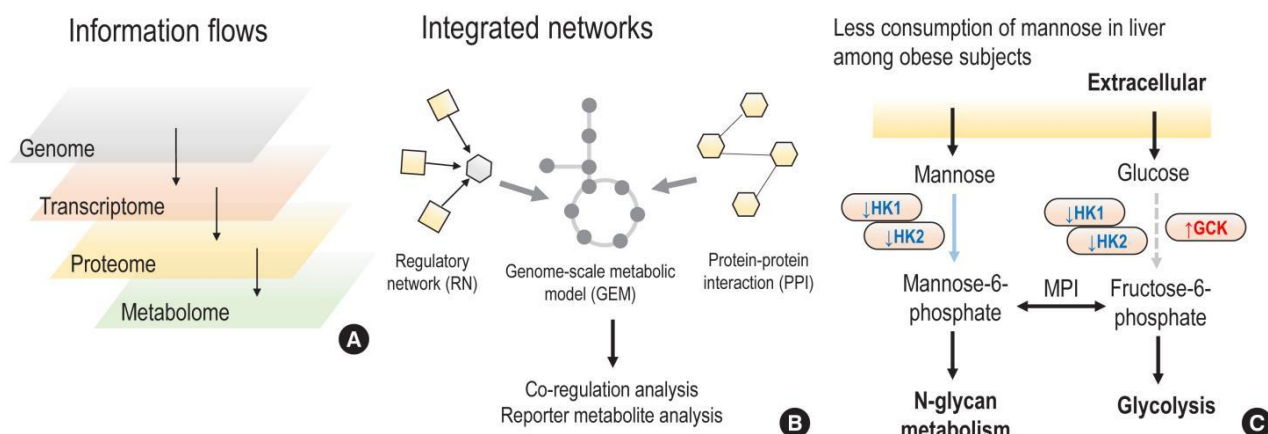 Information flows
Genome
Transcriptome
Proteome
Metabolome
A
Integrated networks
Regulatory
network (RN)
Genome-scale metabolic
model (GEM)
Protein-protein
interaction (PPI)
Co-regulation analysis
Reporter metabolite analysis
B
Less consumption of mannose in liver
among obese subjects
Extracellular
Mannose
Glucose
↓HK1
↓HK2
↓HK1
↓HK2
↑GCK
Mannose-6-
phosphate
MPI
Fructose-6-
phosphate
N-glycan
metabolism
Glycolysis
C